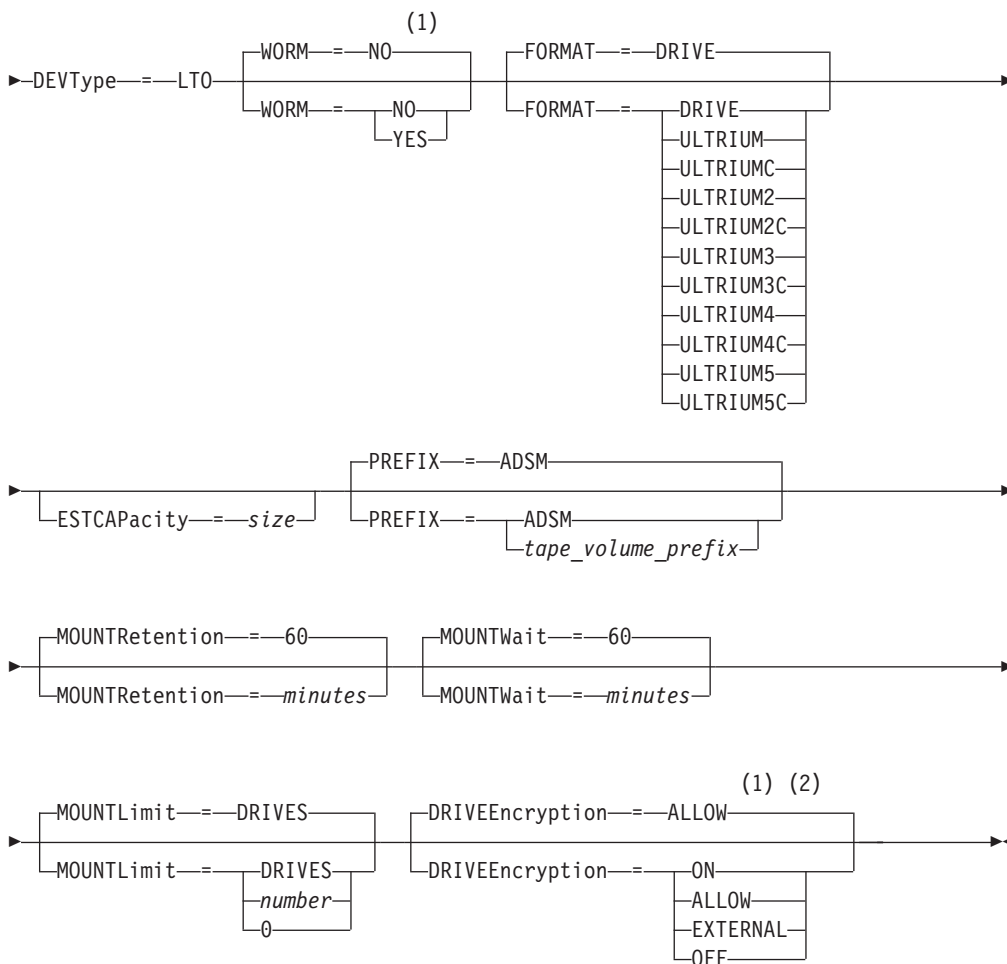 (1)
WORM = NO FORMAT = DRIVE
DEVType = LTO
WORM = NO FORMAT = DRIVE
YES ULTRIUM
ULTRIUMC
ULTRIUM2
ULTRIUM2C
ULTRIUM3
ULTRIUM3C
ULTRIUM4
ULTRIUM4C
ULTRIUM5
ULTRIUM5C
PREFIX = ADSM
ESTCAPacity = size PREFIX = ADSM
tape_volume_prefix
MOUNTRetention = 60 MOUNTWait = 60
MOUNTRetention = minutes MOUNTWait = minutes
(1) (2)
MOUNTLimit = DRIVES DRIVEEncryption = ALLOW
MOUNTLimit = DRIVES DRIVEEncryption = ON
number ALLOW
0 EXTERNAL
OFF